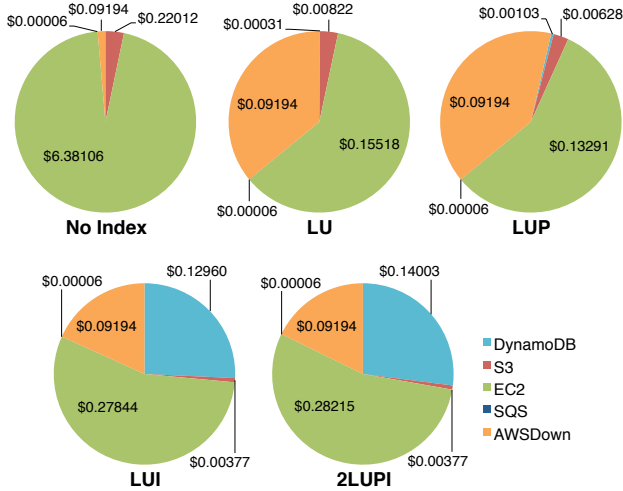 $0.00006
$0.09194
$0.22012
$6.38106
No Index
$0.00031
$0.00822
$0.09194
$0.15518
$0.00006
LU
$0.00103
$0.00628
$0.09194
$0.13291
$0.00006
LUP
$0.00006
$0.12960
$0.09194
$0.27844
$0.00377
LUI
$0.00006
$0.14003
$0.09194
$0.28215
$0.00377
2LUPI
DynamoDB
S3
EC2
SQS
AWSDown